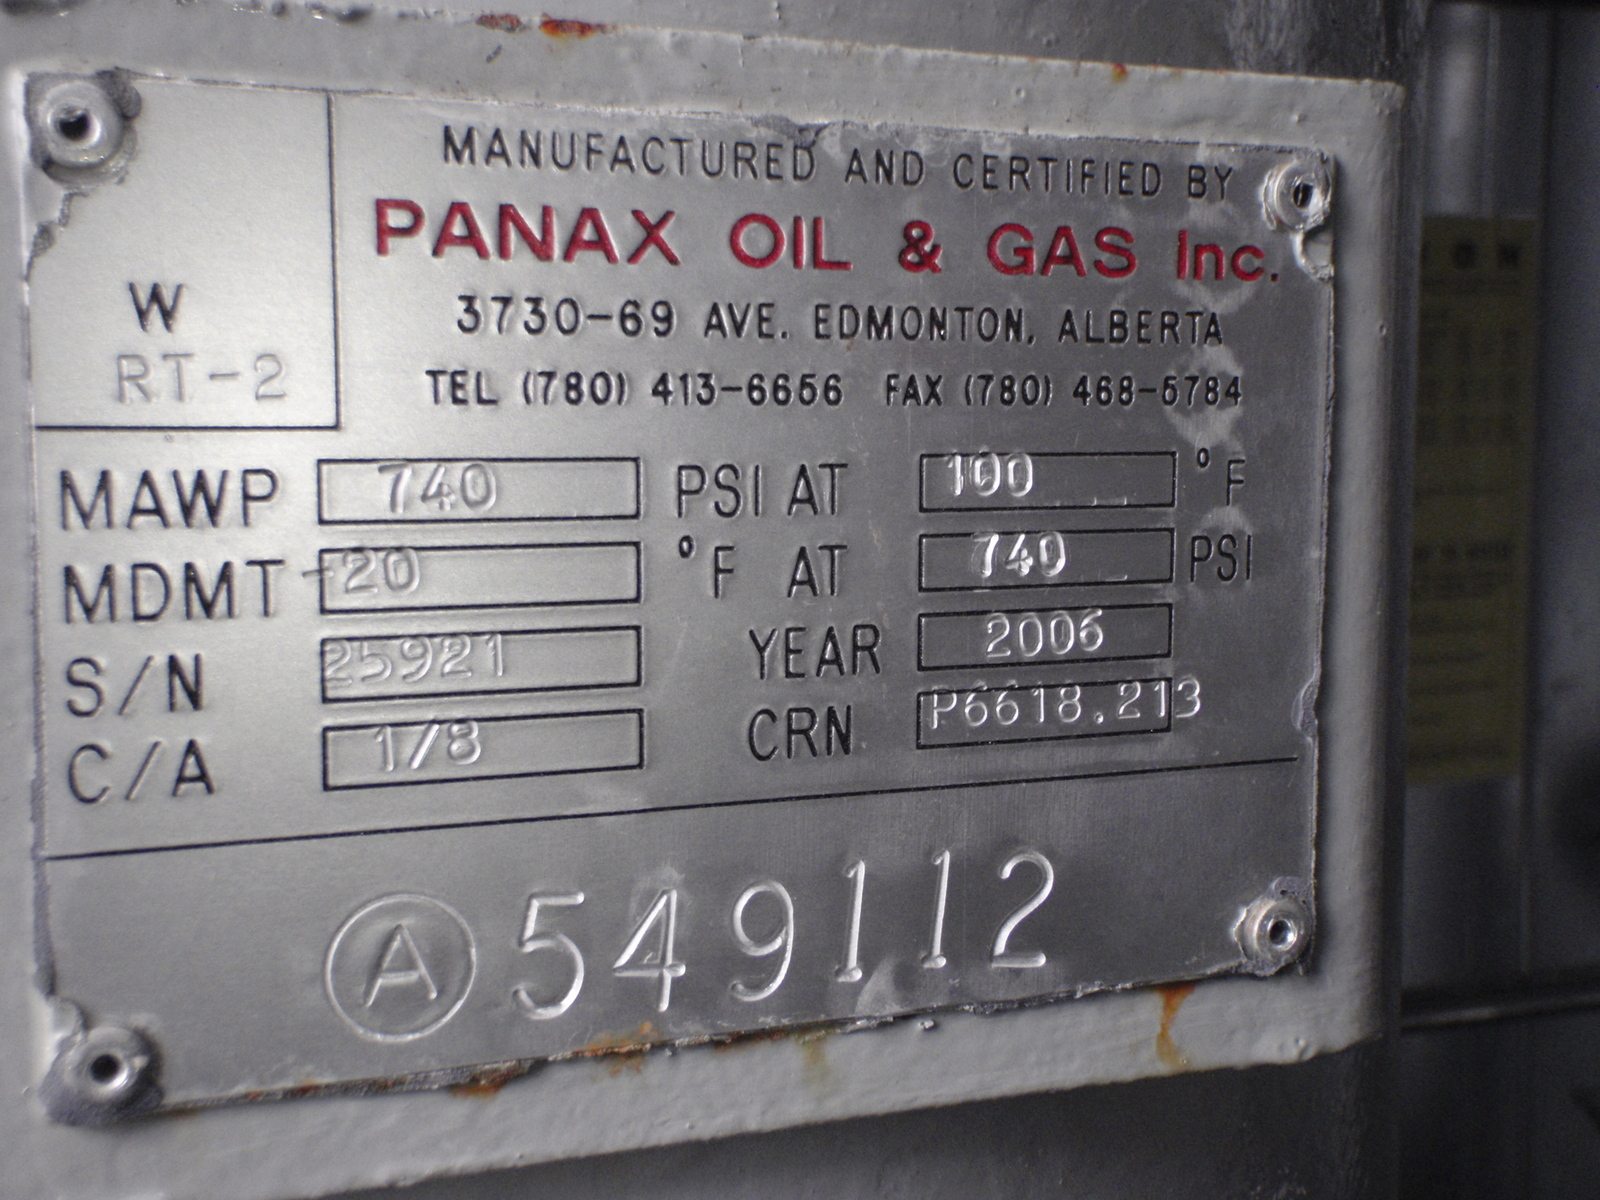 MANUFACTURED AND CERTIFIED BY
PANAX OIL & GAS Inc.
3730-69 AVE. EDMONTON, ALBERTA
TEL (780) 413-6656 FAX (780) 468-5784
W
RT-2
MAWP 740 PSI AT 100 °F
MDMT -20 °F AT 740 PSI
S/N 25921 YEAR 2006
C/A 1/8 CRN P6618.213
A 549112